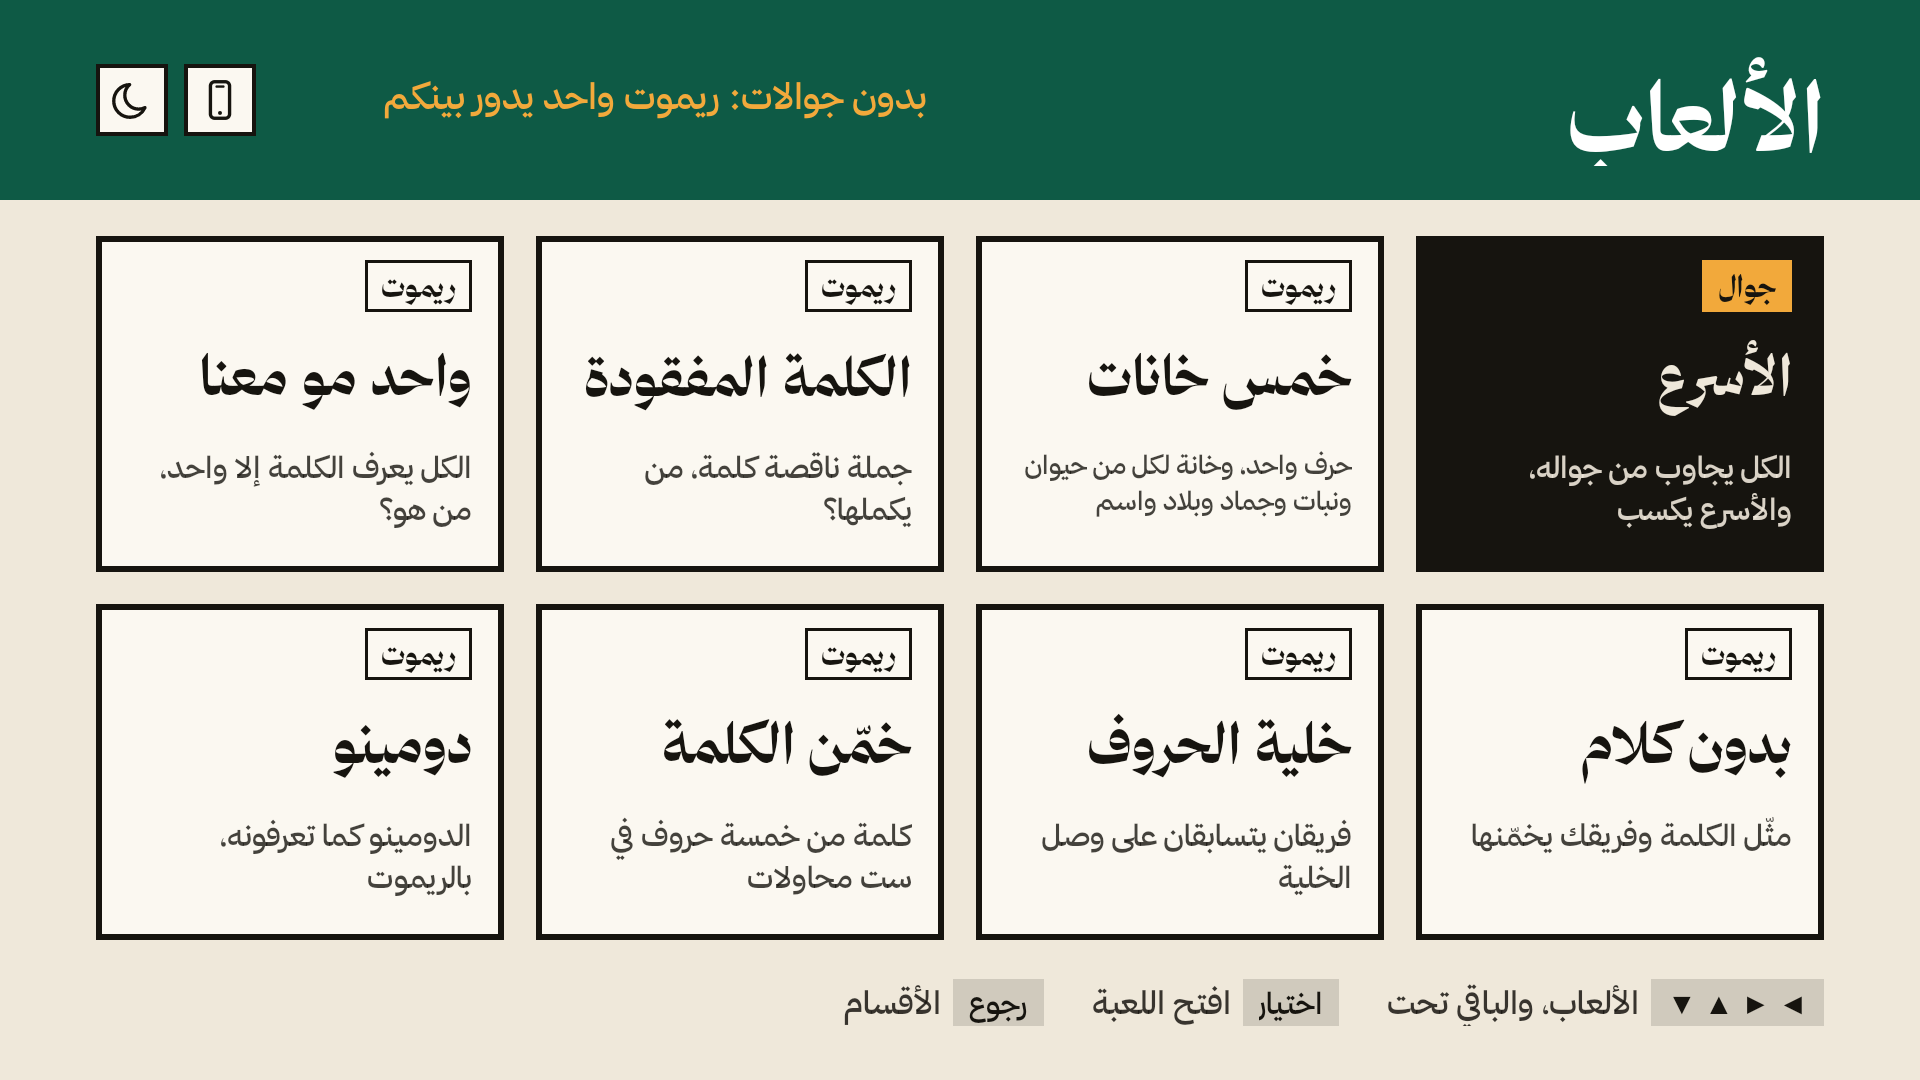 الألعاب
بدون جوالات: ريموت واحد يدور بينكم
جوال
الأسرع
الكل يجاوب من جواله،
والأسرع يكسب
ريموت
خمس خانات
حرف واحد، وخانة لكل من حيوان
ونبات وجماد وبلاد واسم
ريموت
الكلمة المفقودة
جملة ناقصة كلمة، من
يكملها؟
ريموت
واحد مو معنا
الكل يعرف الكلمة إلا واحد،
من هو؟
ريموت
بدون كلام
مثّل الكلمة وفريقك يخمّنها
ريموت
خلية الحروف
فريقان يتسابقان على وصل
الخلية
ريموت
خمّن الكلمة
كلمة من خمسة حروف في
ست محاولات
ريموت
دومينو
الدومينو كما تعرفونه،
بالريموت
◀ ▶ ▲ ▼ الألعاب، والباقي تحت
اختيار افتح اللعبة
رجوع الأقسام